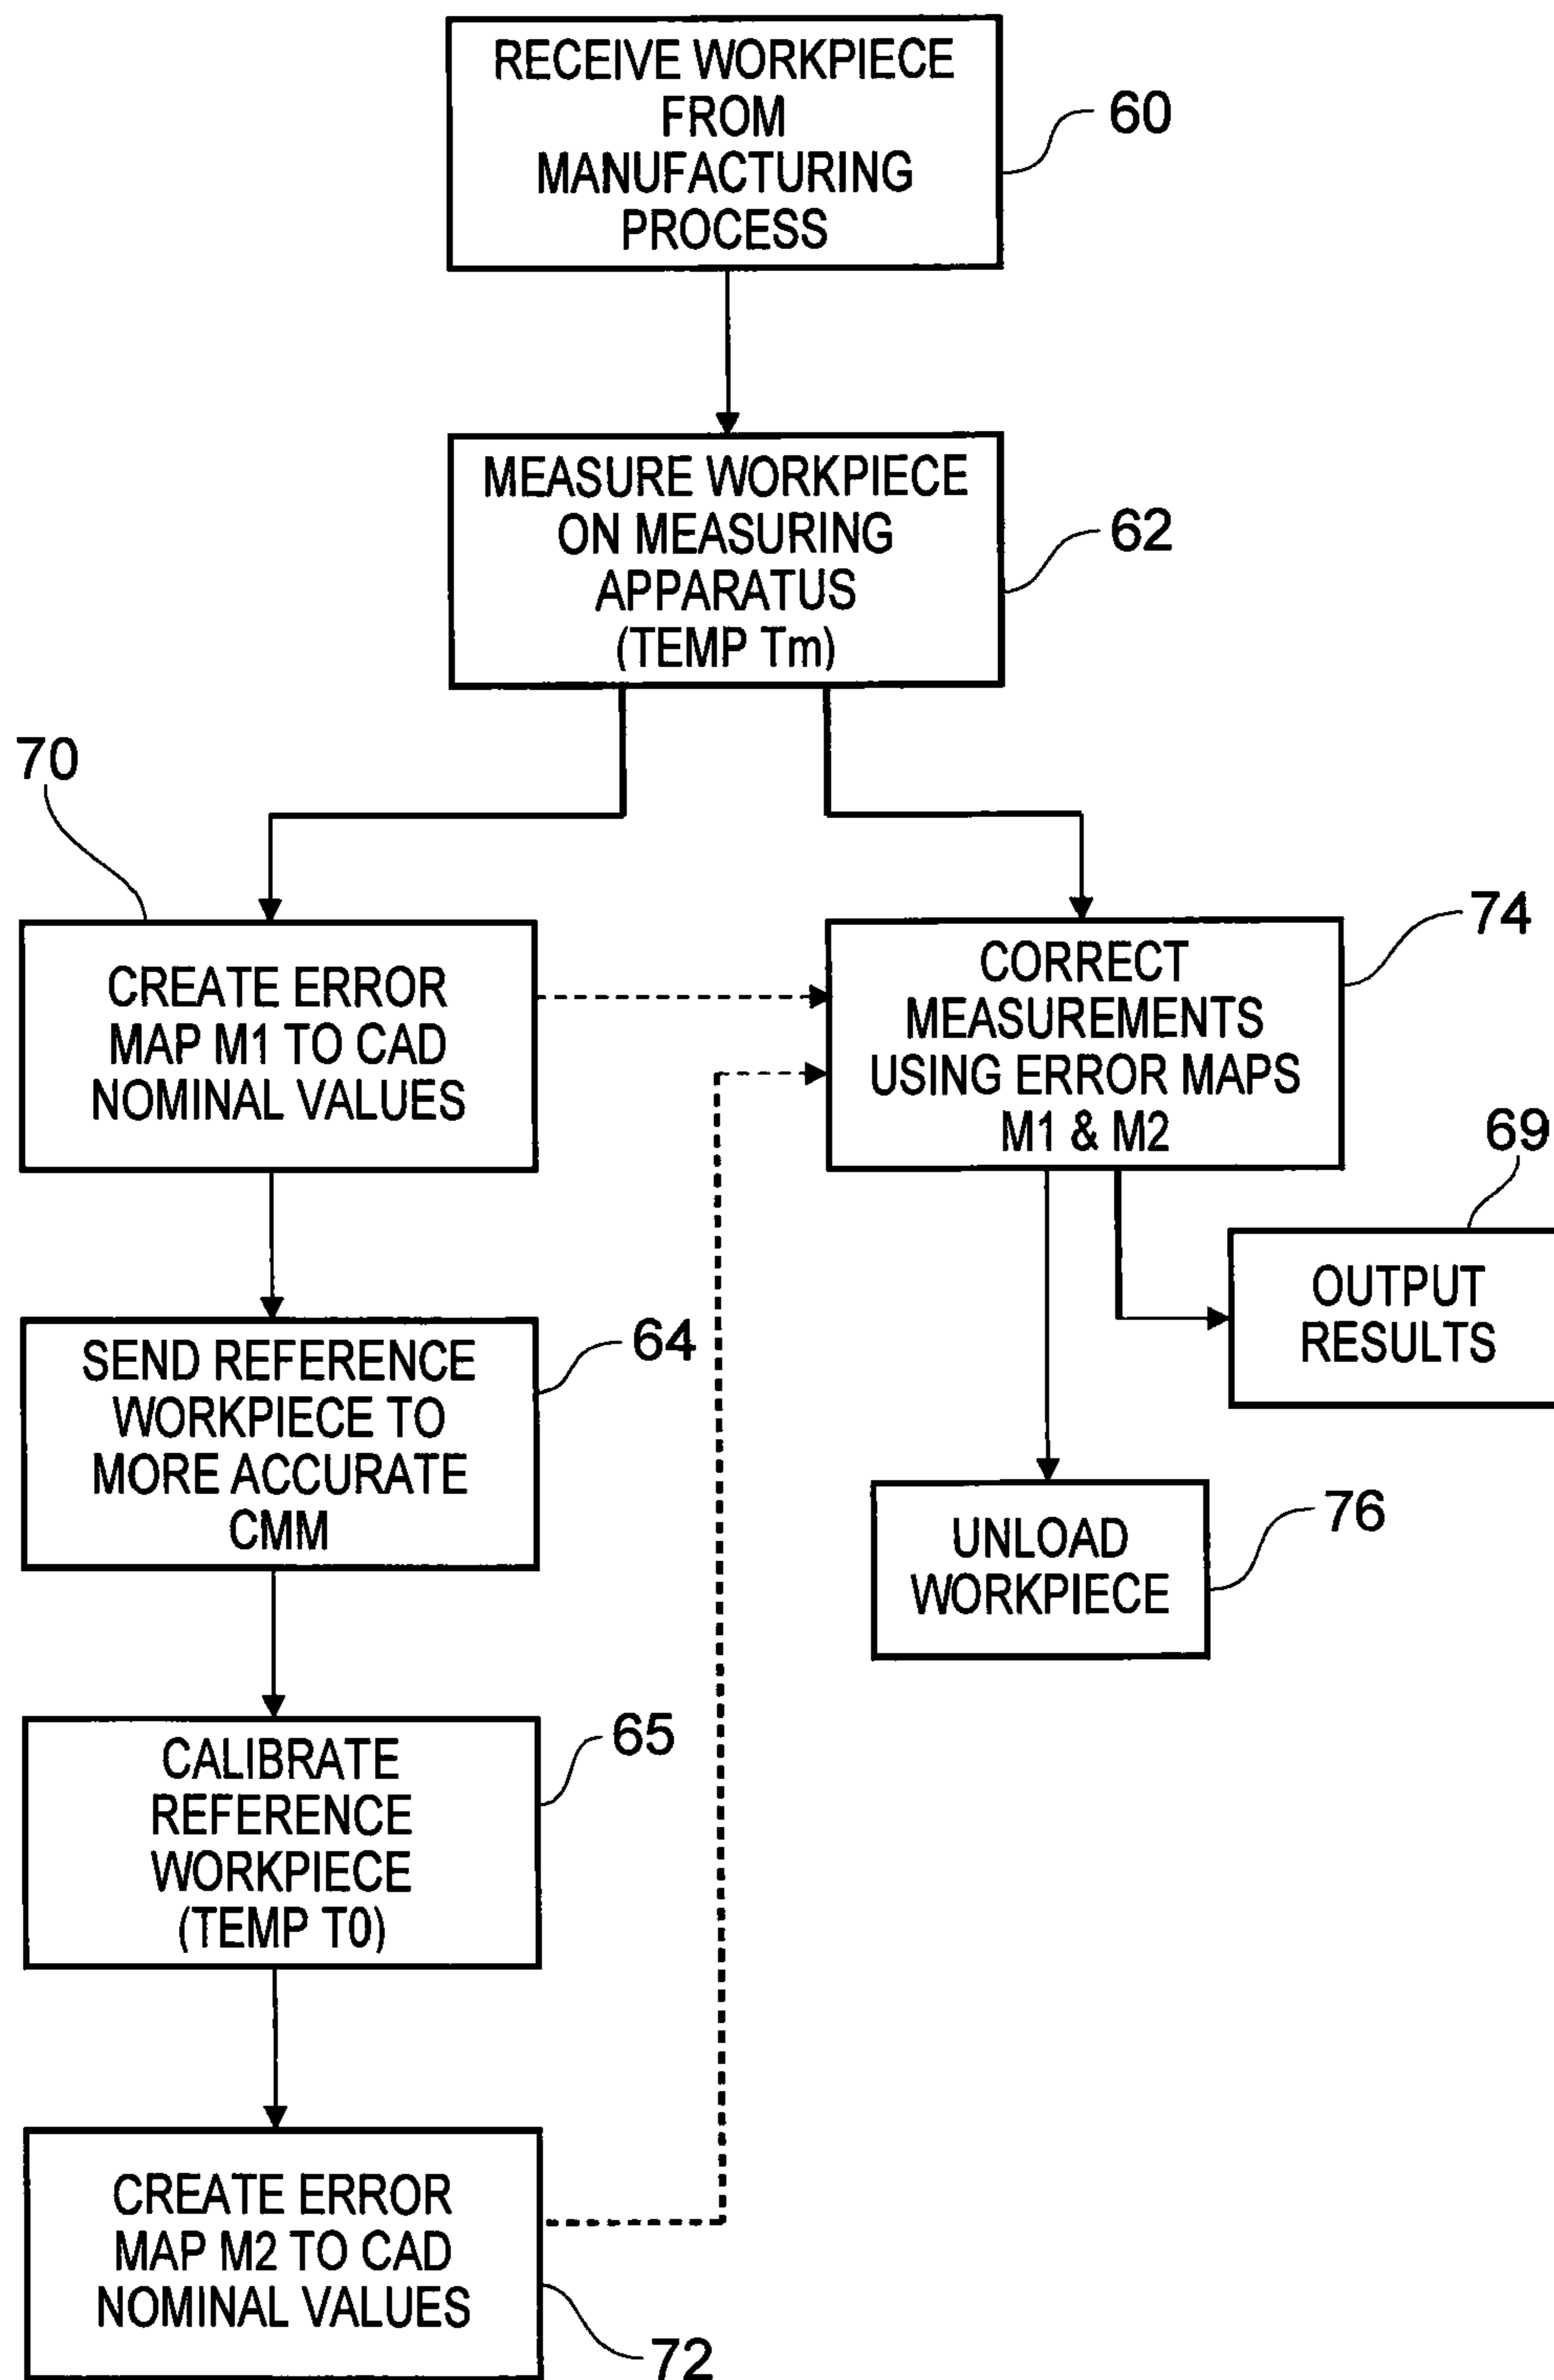 RECEIVE WORKPIECE
FROM
MANUFACTURING
PROCESS
60
MEASURE WORKPIECE
ON MEASURING
APPARATUS
(TEMP Tm)
62
70
CREATE ERROR
MAP M1 TO CAD
NOMINAL VALUES
74
CORRECT
MEASUREMENTS
USING ERROR MAPS
M1 & M2
69
OUTPUT
RESULTS
SEND REFERENCE
WORKPIECE TO
MORE ACCURATE
CMM
64
UNLOAD
WORKPIECE
76
CALIBRATE
REFERENCE
WORKPIECE
(TEMP T0)
65
CREATE ERROR
MAP M2 TO CAD
NOMINAL VALUES
72